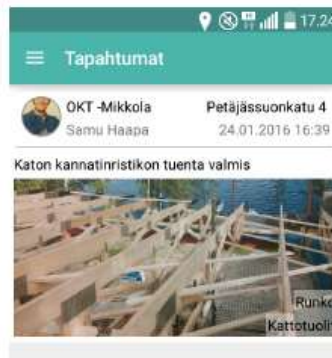 17.24
Tapahtumat
OKT -Mikkola Petäjässuonkatu 4
Samu Haapa 24.01.2016 16:39
Katon kannatinristikon tuenta valmis
Runko
Kattotuolit